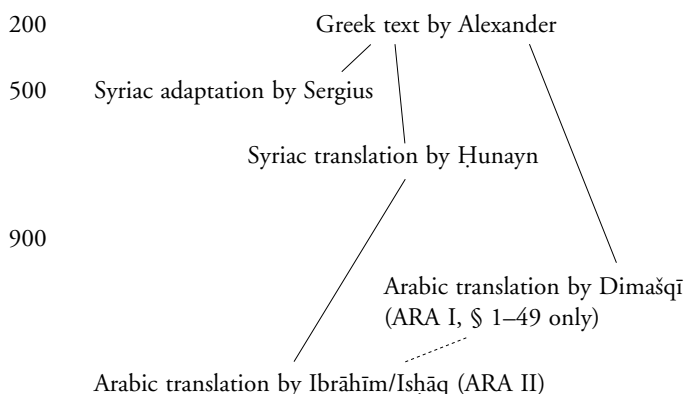 200 Greek text by Alexander
500 Syriac adaptation by Sergius
Syriac translation by Ḥunayn
900
Arabic translation by Dimašqī
(ARA I, § 1–49 only)
Arabic translation by Ibrāhīm/Isḥāq (ARA II)